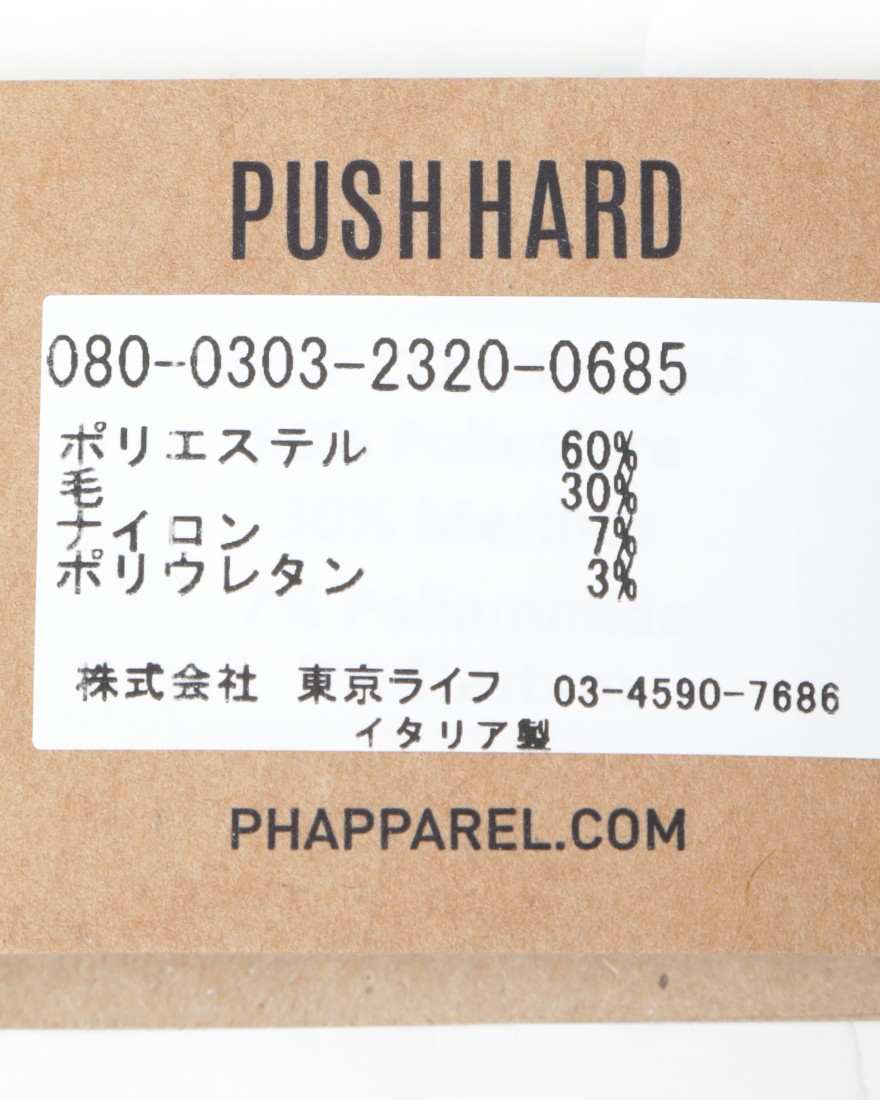 PUSH HARD
080-0303-2320-0685
ポリエステル 60%
毛 30%
ナイロン 7%
ポリウレタン 3%
株式会社 東京ライフ 03-4590-7686
イタリア製
PHAPPAREL.COM